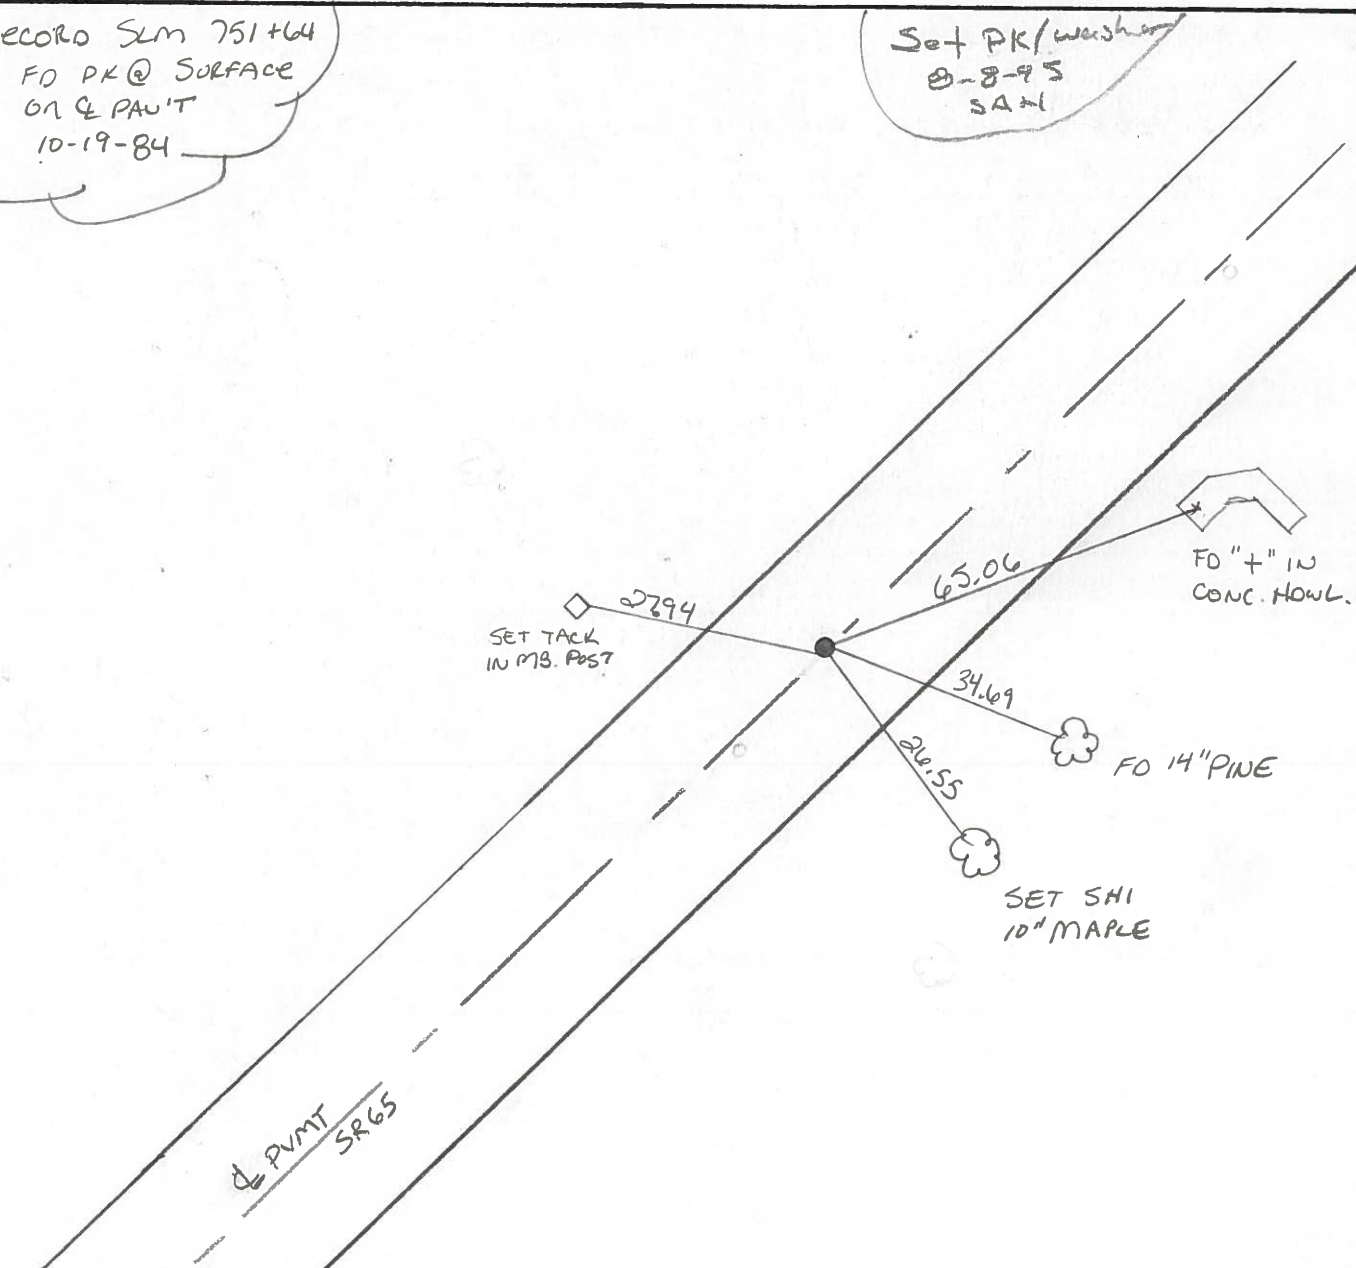 ECORD SLM 751+64
FD PK @ SURFACE
ON ℄ PAV'T
10-19-84
Set PK/washer
8-8-95
27.94
SET TACK
IN MB. POST
65.06
FD "+" IN
CONC. HDWL.
34.69
FD 14" PINE
26.55
SET SHI
10" MAPLE
℄ PVMT
SR65